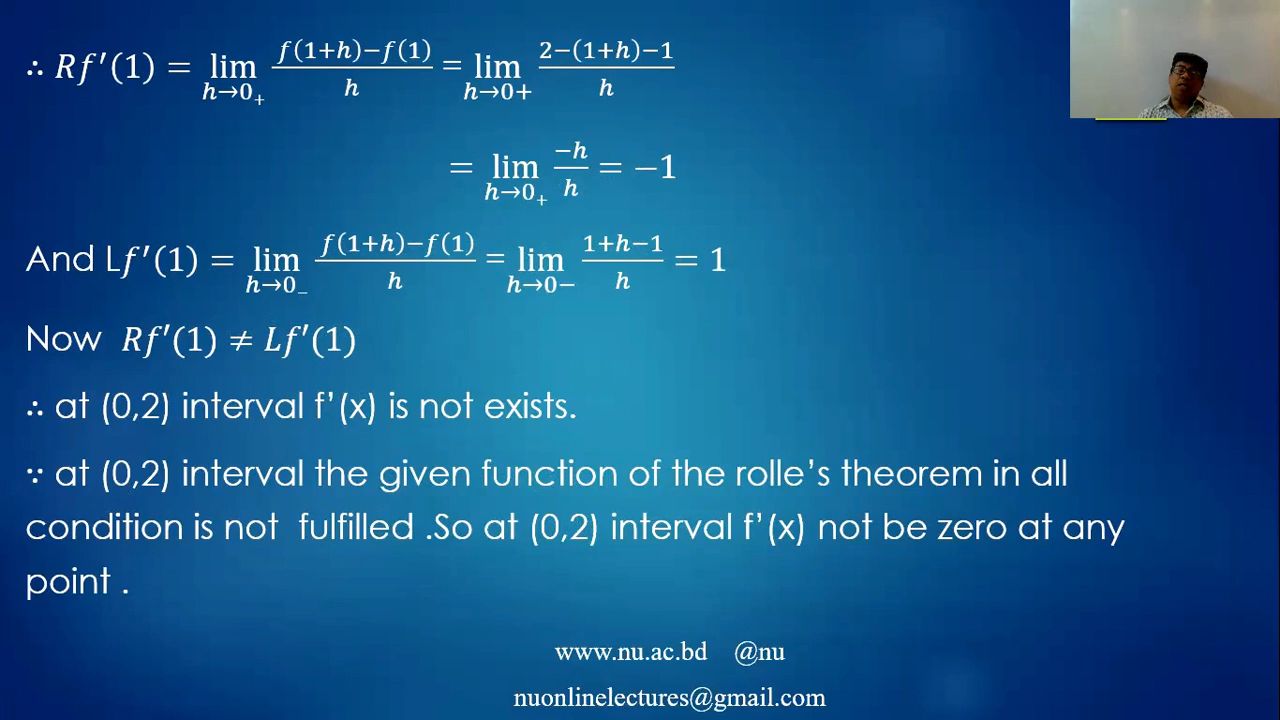 ∴ Rf′(1) = lim h→0₊ f(1+h)−f(1)/h = lim h→0+ 2−(1+h)−1/h
= lim h→0₊ −h/h = −1
And Lf′(1) = lim h→0₋ f(1+h)−f(1)/h = lim h→0− 1+h−1/h = 1
Now Rf′(1) ≠ Lf′(1)
∴ at (0,2) interval f’(x) is not exists.
∵ at (0,2) interval the given function of the rolle’s theorem in all
condition is not fulfilled .So at (0,2) interval f’(x) not be zero at any
point .
www.nu.ac.bd @nu
nuonlinelectures@gmail.com